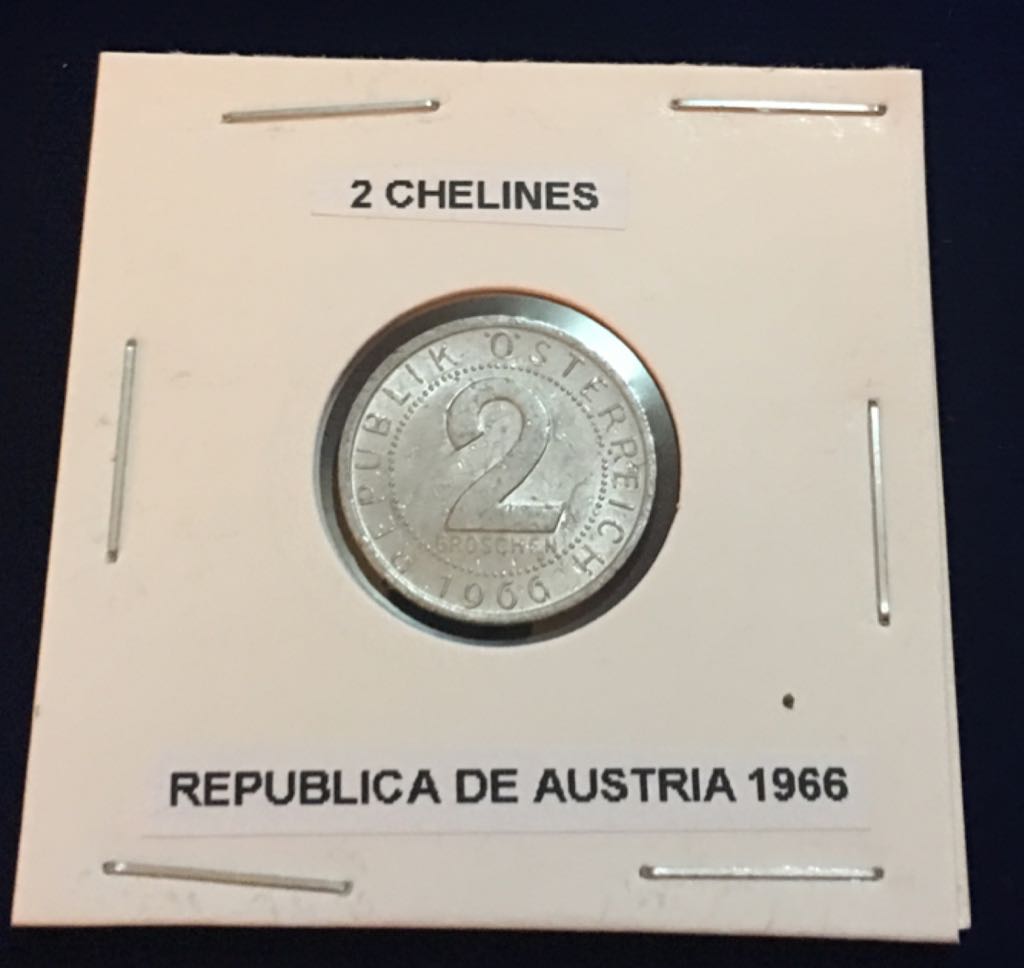 2 CHELINES
REPUBLIK ÖSTERREICH
2
GROSCHEN
1966
REPUBLICA DE AUSTRIA 1966